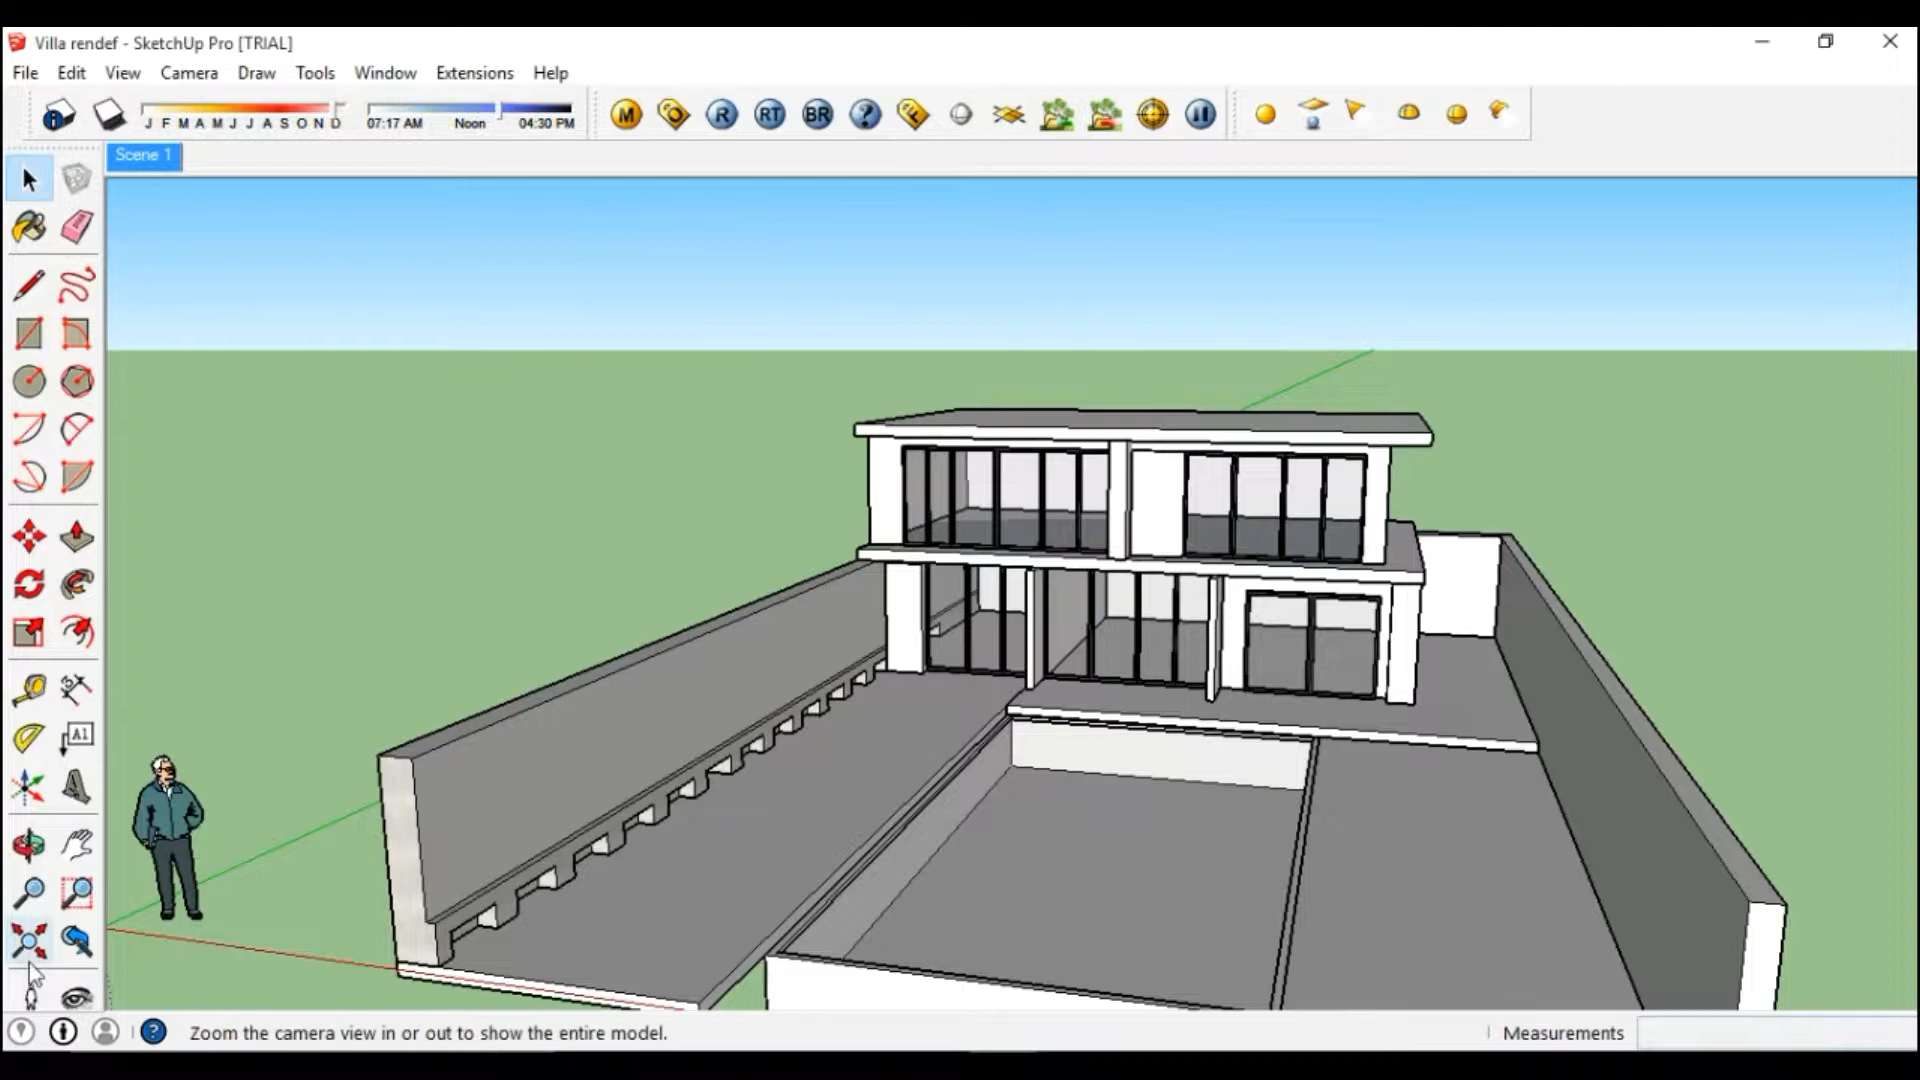 Villa rendef - SketchUp Pro [TRIAL]
File Edit View Camera Draw Tools Window Extensions Help
J F M A M J J A S O N D 07:17 AM Noon 04:30 PM M R RT BR ?
Scene 1
A1
Zoom the camera view in or out to show the entire model. Measurements